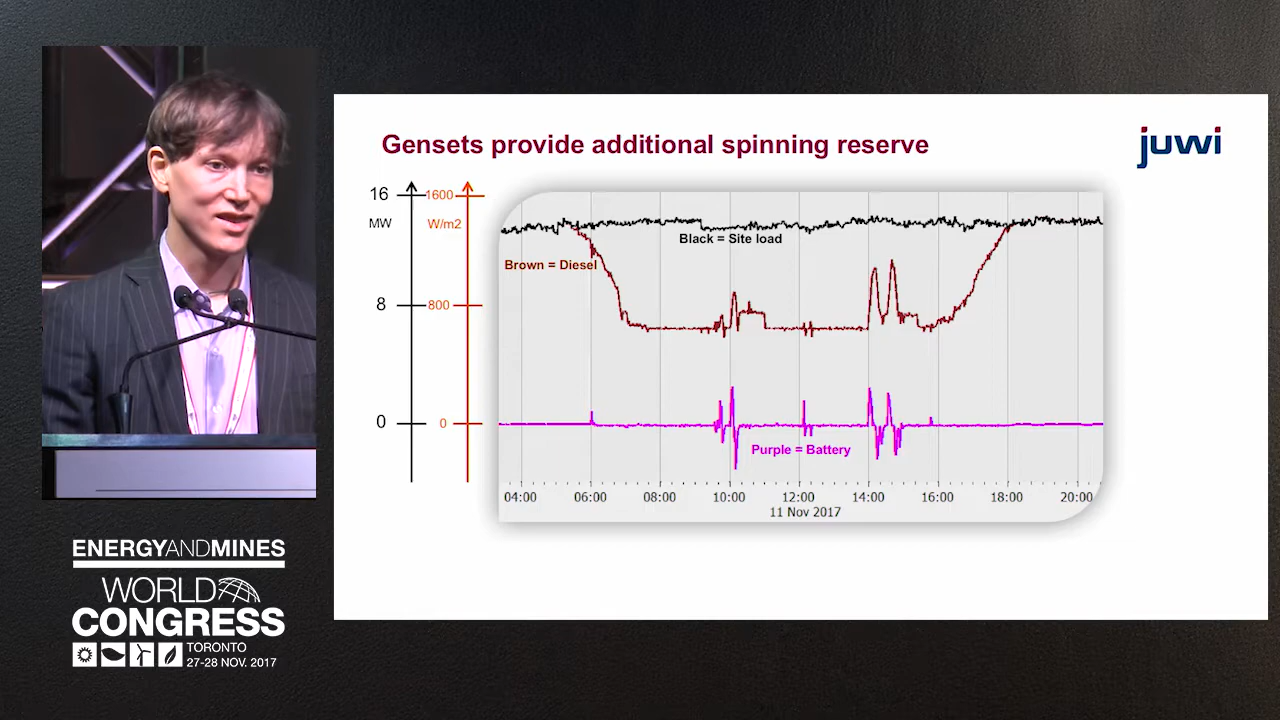 Gensets provide additional spinning reserve
juwi
16
1600
MW
W/m2
Black = Site load
Brown = Diesel
8
800
0
0
Purple = Battery
04:00 06:00 08:00 10:00 12:00 14:00 16:00 18:00 20:00
11 Nov 2017
ENERGYANDMINES
WORLD
CONGRESS
TORONTO
27-28 NOV. 2017